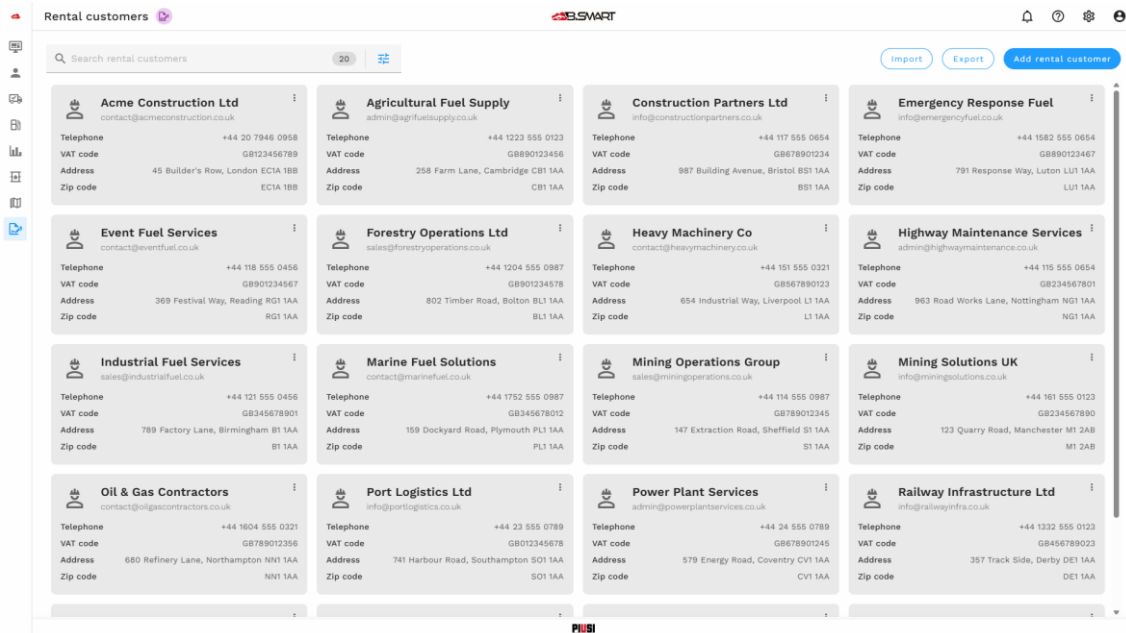 Rental customers
B.SMART
Search rental customers
20
Import
Export
Add rental customer
Acme Construction Ltd
contact@acmeconstruction.co.uk
Telephone +44 20 7946 0958
VAT code GB123456789
Address 45 Builder's Row, London EC1A 1BB
Zip code EC1A 1BB
Agricultural Fuel Supply
admin@agrifuelsupply.co.uk
Telephone +44 1223 555 0123
VAT code GB890123456
Address 258 Farm Lane, Cambridge CB1 1AA
Zip code CB1 1AA
Construction Partners Ltd
info@constructionpartners.co.uk
Telephone +44 117 555 0654
VAT code GB678901234
Address 987 Building Avenue, Bristol BS1 1AA
Zip code BS1 1AA
Emergency Response Fuel
info@emergencyfuel.co.uk
Telephone +44 1582 555 0654
VAT code GB890123467
Address 791 Response Way, Luton LU1 1AA
Zip code LU1 1AA
Event Fuel Services
contact@eventfuel.co.uk
Telephone +44 118 555 0456
VAT code GB901234567
Address 369 Festival Way, Reading RG1 1AA
Zip code RG1 1AA
Forestry Operations Ltd
sales@forestryoperations.co.uk
Telephone +44 1204 555 0987
VAT code GB901234578
Address 802 Timber Road, Bolton BL1 1AA
Zip code BL1 1AA
Heavy Machinery Co
contact@heavymachinery.co.uk
Telephone +44 151 555 0321
VAT code GB567890123
Address 654 Industrial Way, Liverpool L1 1AA
Zip code L1 1AA
Highway Maintenance Services
admin@highwaymaintenance.co.uk
Telephone +44 115 555 0654
VAT code GB234567801
Address 963 Road Works Lane, Nottingham NG1 1AA
Zip code NG1 1AA
Industrial Fuel Services
sales@industrialfuel.co.uk
Telephone +44 121 555 0456
VAT code GB345678901
Address 789 Factory Lane, Birmingham B1 1AA
Zip code B1 1AA
Marine Fuel Solutions
contact@marinefuel.co.uk
Telephone +44 1752 555 0987
VAT code GB345678012
Address 159 Dockyard Road, Plymouth PL1 1AA
Zip code PL1 1AA
Mining Operations Group
sales@miningoperations.co.uk
Telephone +44 114 555 0987
VAT code GB789012345
Address 147 Extraction Road, Sheffield S1 1AA
Zip code S1 1AA
Mining Solutions UK
info@miningsolutions.co.uk
Telephone +44 161 555 0123
VAT code GB234567890
Address 123 Quarry Road, Manchester M1 2AB
Zip code M1 2AB
Oil & Gas Contractors
contact@oilgascontractors.co.uk
Telephone +44 1604 555 0321
VAT code GB789012356
Address 680 Refinery Lane, Northampton NN1 1AA
Zip code NN1 1AA
Port Logistics Ltd
info@portlogistics.co.uk
Telephone +44 23 555 0789
VAT code GB012345678
Address 741 Harbour Road, Southampton SO1 1AA
Zip code SO1 1AA
Power Plant Services
admin@powerplantservices.co.uk
Telephone +44 24 555 0789
VAT code GB678901245
Address 579 Energy Road, Coventry CV1 1AA
Zip code CV1 1AA
Railway Infrastructure Ltd
info@railwayinfra.co.uk
Telephone +44 1332 555 0123
VAT code GB456789023
Address 357 Track Side, Derby DE1 1AA
Zip code DE1 1AA
PIUSI